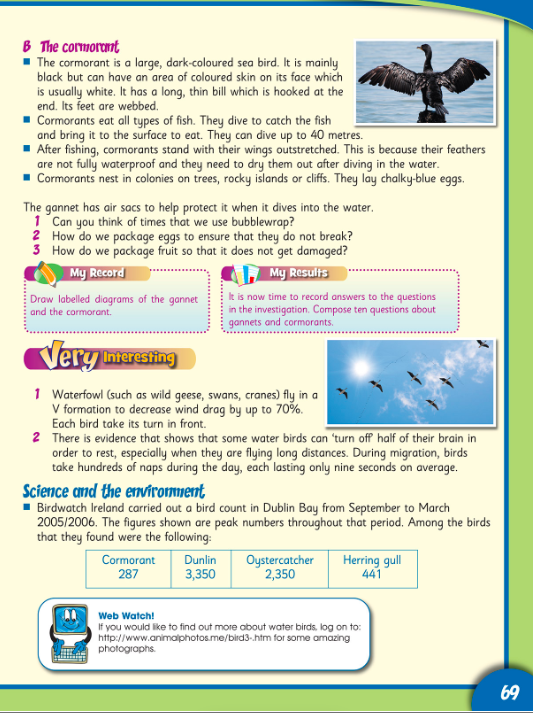 B The cormorant
■ The cormorant is a large, dark-coloured sea bird. It is mainly
black but can have an area of coloured skin on its face which
is usually white. It has a long, thin bill which is hooked at the
end. Its feet are webbed.
■ Cormorants eat all types of fish. They dive to catch the fish
and bring it to the surface to eat. They can dive up to 40 metres.
■ After fishing, cormorants stand with their wings outstretched. This is because their feathers
are not fully waterproof and they need to dry them out after diving in the water.
■ Cormorants nest in colonies on trees, rocky islands or cliffs. They lay chalky-blue eggs.
The gannet has air sacs to help protect it when it dives into the water.
1 Can you think of times that we use bubblewrap?
2 How do we package eggs to ensure that they do not break?
3 How do we package fruit so that it does not get damaged?
My Record
Draw labelled diagrams of the gannet
and the cormorant.
My Results
It is now time to record answers to the questions
in the investigation. Compose ten questions about
gannets and cormorants.
Very Interesting
1 Waterfowl (such as wild geese, swans, cranes) fly in a
V formation to decrease wind drag by up to 70%.
Each bird take its turn in front.
2 There is evidence that shows that some water birds can ‘turn off’ half of their brain in
order to rest, especially when they are flying long distances. During migration, birds
take hundreds of naps during the day, each lasting only nine seconds on average.
Science and the environment
■ Birdwatch Ireland carried out a bird count in Dublin Bay from September to March
2005/2006. The figures shown are peak numbers throughout that period. Among the birds
that they found were the following:
Cormorant Dunlin Oystercatcher Herring gull
287 3,350 2,350 441
Web Watch!
If you would like to find out more about water birds, log on to:
http://www.animalphotos.me/bird3-.htm for some amazing
photographs.
69